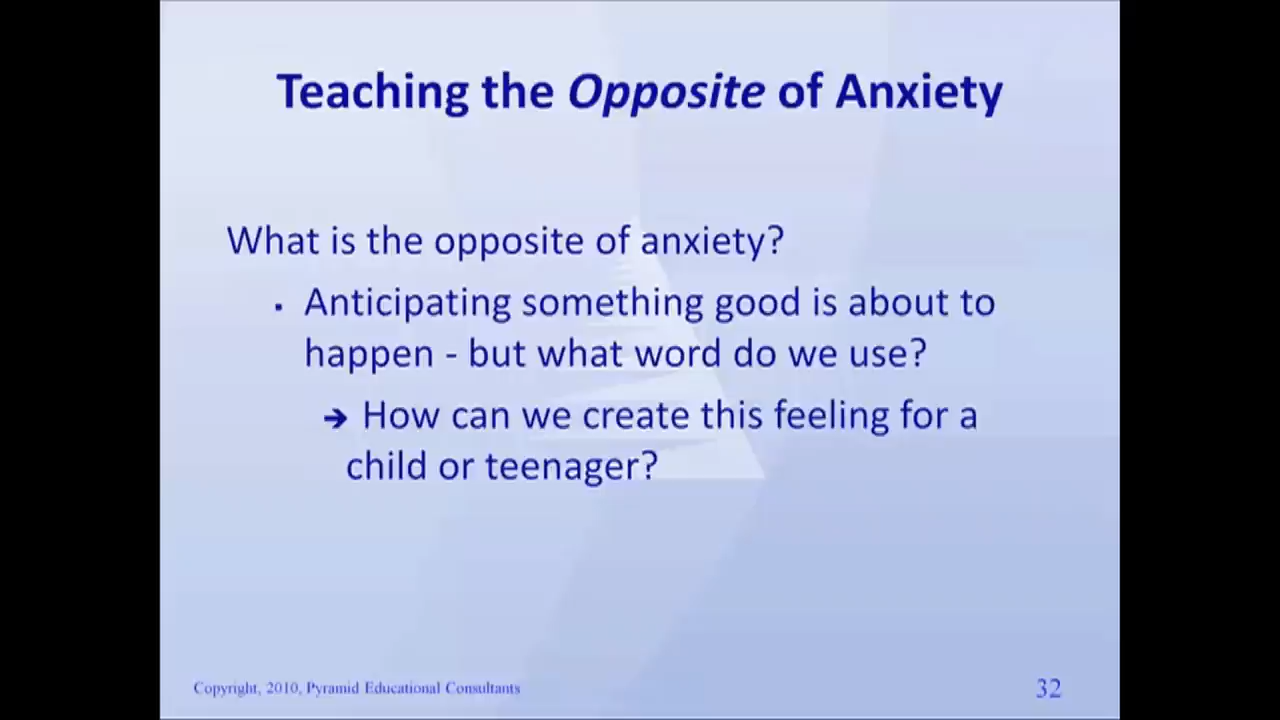 Teaching the Opposite of Anxiety
What is the opposite of anxiety?
▪ Anticipating something good is about to
happen - but what word do we use?
➔ How can we create this feeling for a
child or teenager?
Copyright, 2010, Pyramid Educational Consultants
32